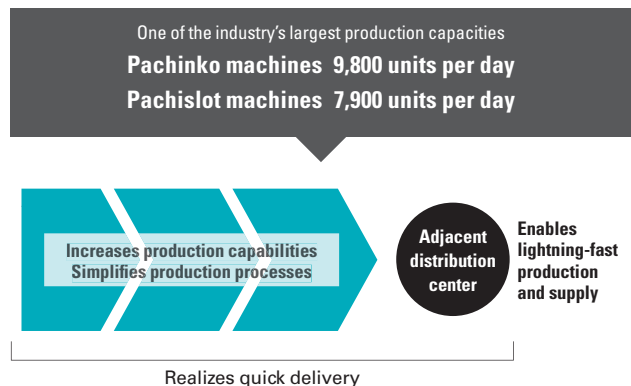 One of the industry's largest production capacities
Pachinko machines 9,800 units per day
Pachislot machines 7,900 units per day
Increases production capabilities
Simplifies production processes
Adjacent
distribution
center
Enables
lightning-fast
production
and supply
Realizes quick delivery